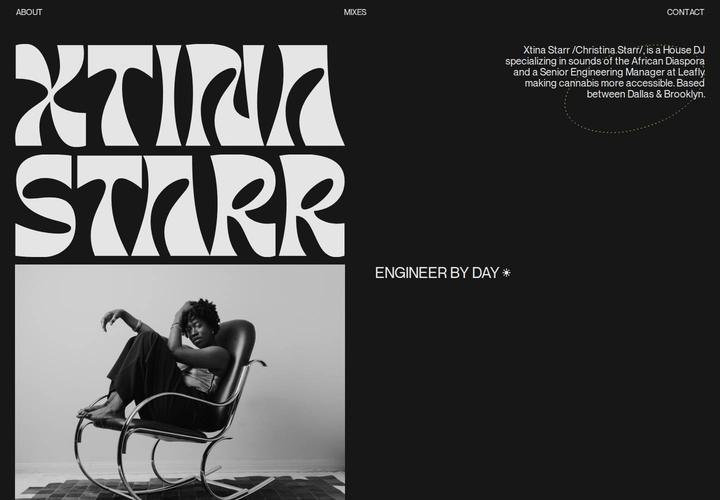 ABOUT
MIXES
CONTACT
XTINA
STARR
Xtina Starr /Christina Starr/, is a House DJ
specializing in sounds of the African Diaspora
and a Senior Engineering Manager at Leafly
making cannabis more accessible. Based
between Dallas & Brooklyn.
ENGINEER BY DAY ☀